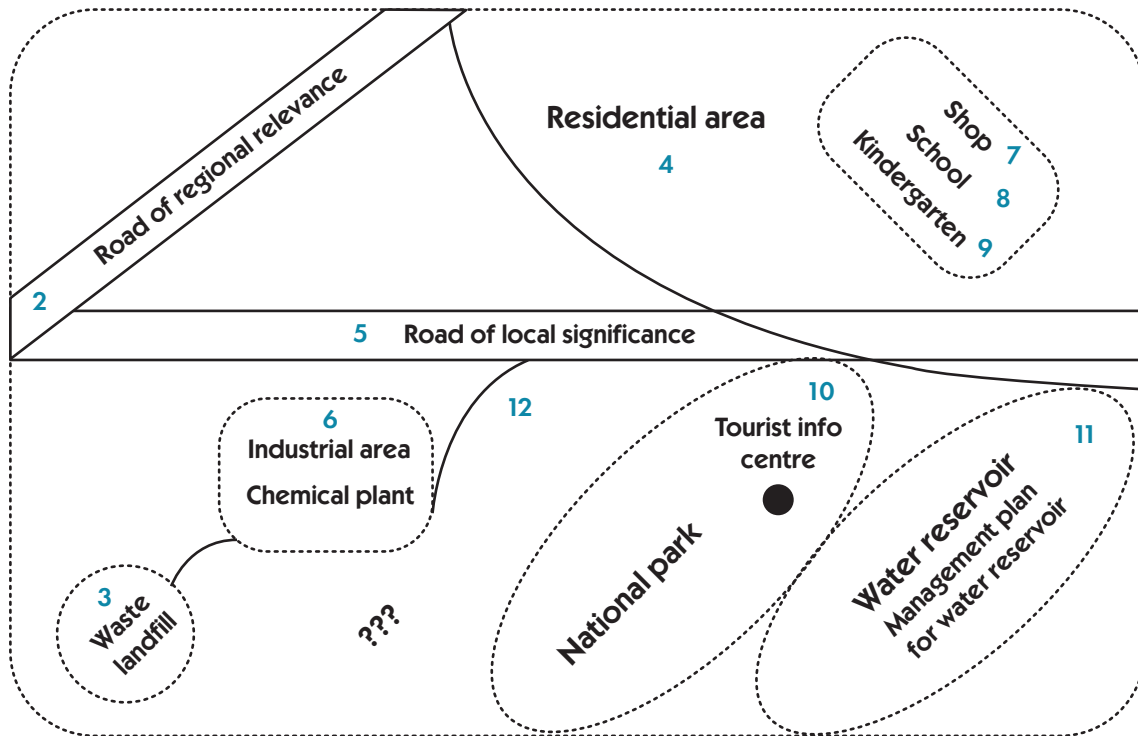 Road of regional relevance
2
Residential area
4
Shop
7
School
8
Kindergarten
9
5
Road of local significance
6
Industrial area
Chemical plant
12
10
Tourist info
centre
National park
11
Water reservoir
Management plan
for water reservoir
3
Waste
landfill
???